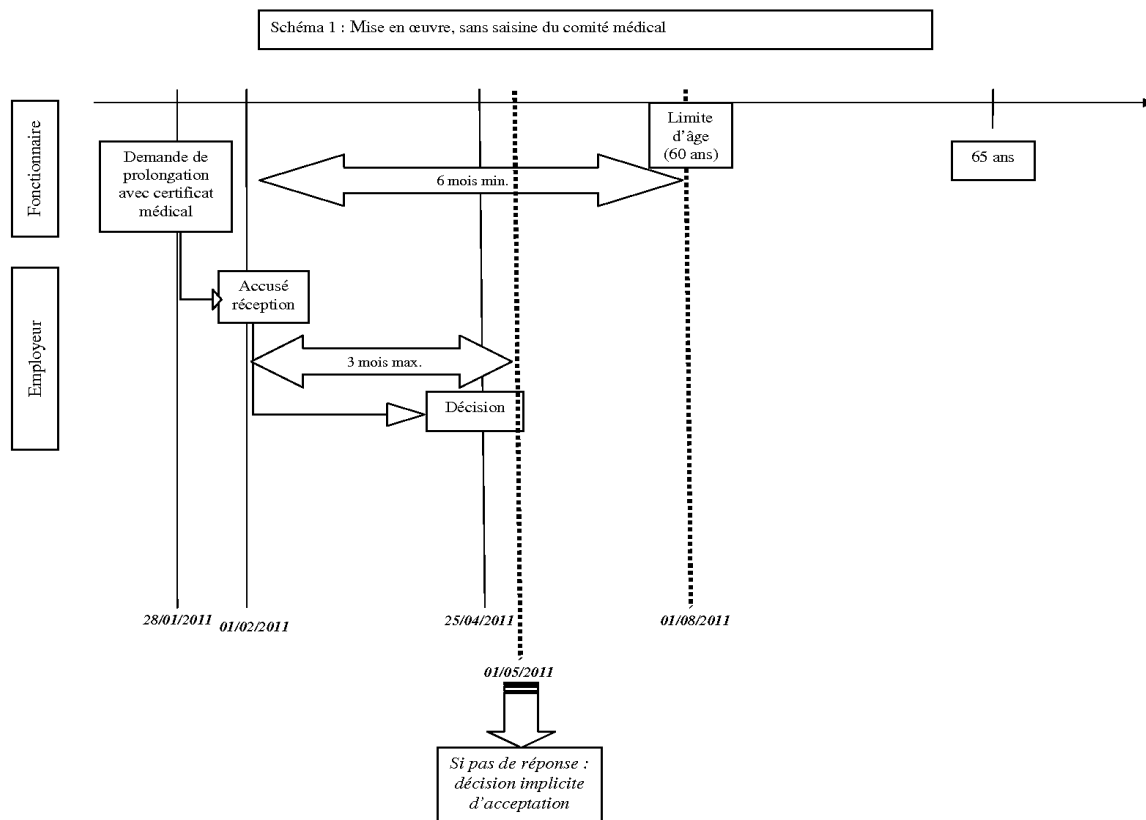 Schéma 1 : Mise en œuvre, sans saisine du comité médical
Fonctionnaire
Demande de
prolongation
avec certificat
médical
6 mois min.
Limite
d'âge
(60 ans)
65 ans
Employeur
Accusé
réception
3 mois max.
Décision
28/01/2011
01/02/2011
25/04/2011
01/08/2011
01/05/2011
Si pas de réponse :
décision implicite
d'acceptation